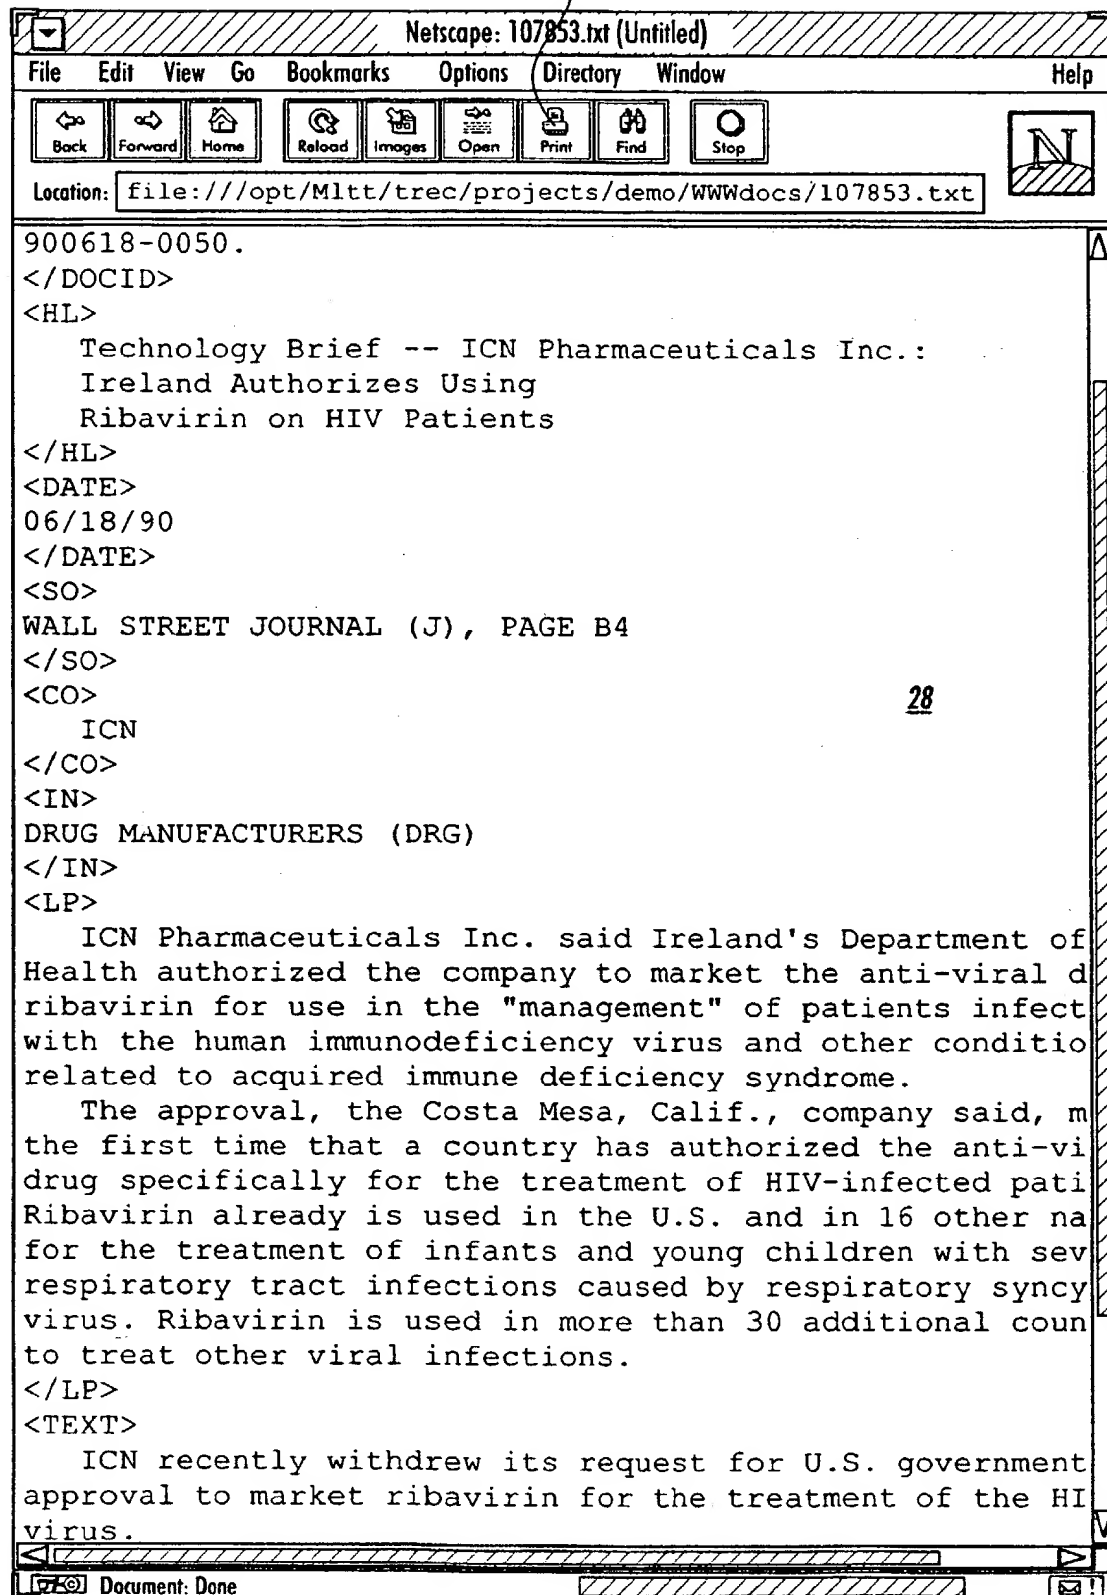 Netscape: 107853.txt (Untitled)
File Edit View Go Bookmarks Options Directory Window Help
Back Forward Home Reload Images Open Print Find Stop
N
Location: file:///opt/Mltt/trec/projects/demo/WWWdocs/107853.txt
900618-0050.
</DOCID>
<HL>
Technology Brief -- ICN Pharmaceuticals Inc.:
Ireland Authorizes Using
Ribavirin on HIV Patients
</HL>
<DATE>
06/18/90
</DATE>
<SO>
WALL STREET JOURNAL (J), PAGE B4
</SO>
<CO>
28
ICN
</CO>
<IN>
DRUG MANUFACTURERS (DRG)
</IN>
<LP>
ICN Pharmaceuticals Inc. said Ireland's Department of
Health authorized the company to market the anti-viral d
ribavirin for use in the "management" of patients infect
with the human immunodeficiency virus and other conditio
related to acquired immune deficiency syndrome.
The approval, the Costa Mesa, Calif., company said, m
the first time that a country has authorized the anti-vi
drug specifically for the treatment of HIV-infected pati
Ribavirin already is used in the U.S. and in 16 other na
for the treatment of infants and young children with sev
respiratory tract infections caused by respiratory syncy
virus. Ribavirin is used in more than 30 additional coun
to treat other viral infections.
</LP>
<TEXT>
ICN recently withdrew its request for U.S. government
approval to market ribavirin for the treatment of the HI
virus.
Document: Done